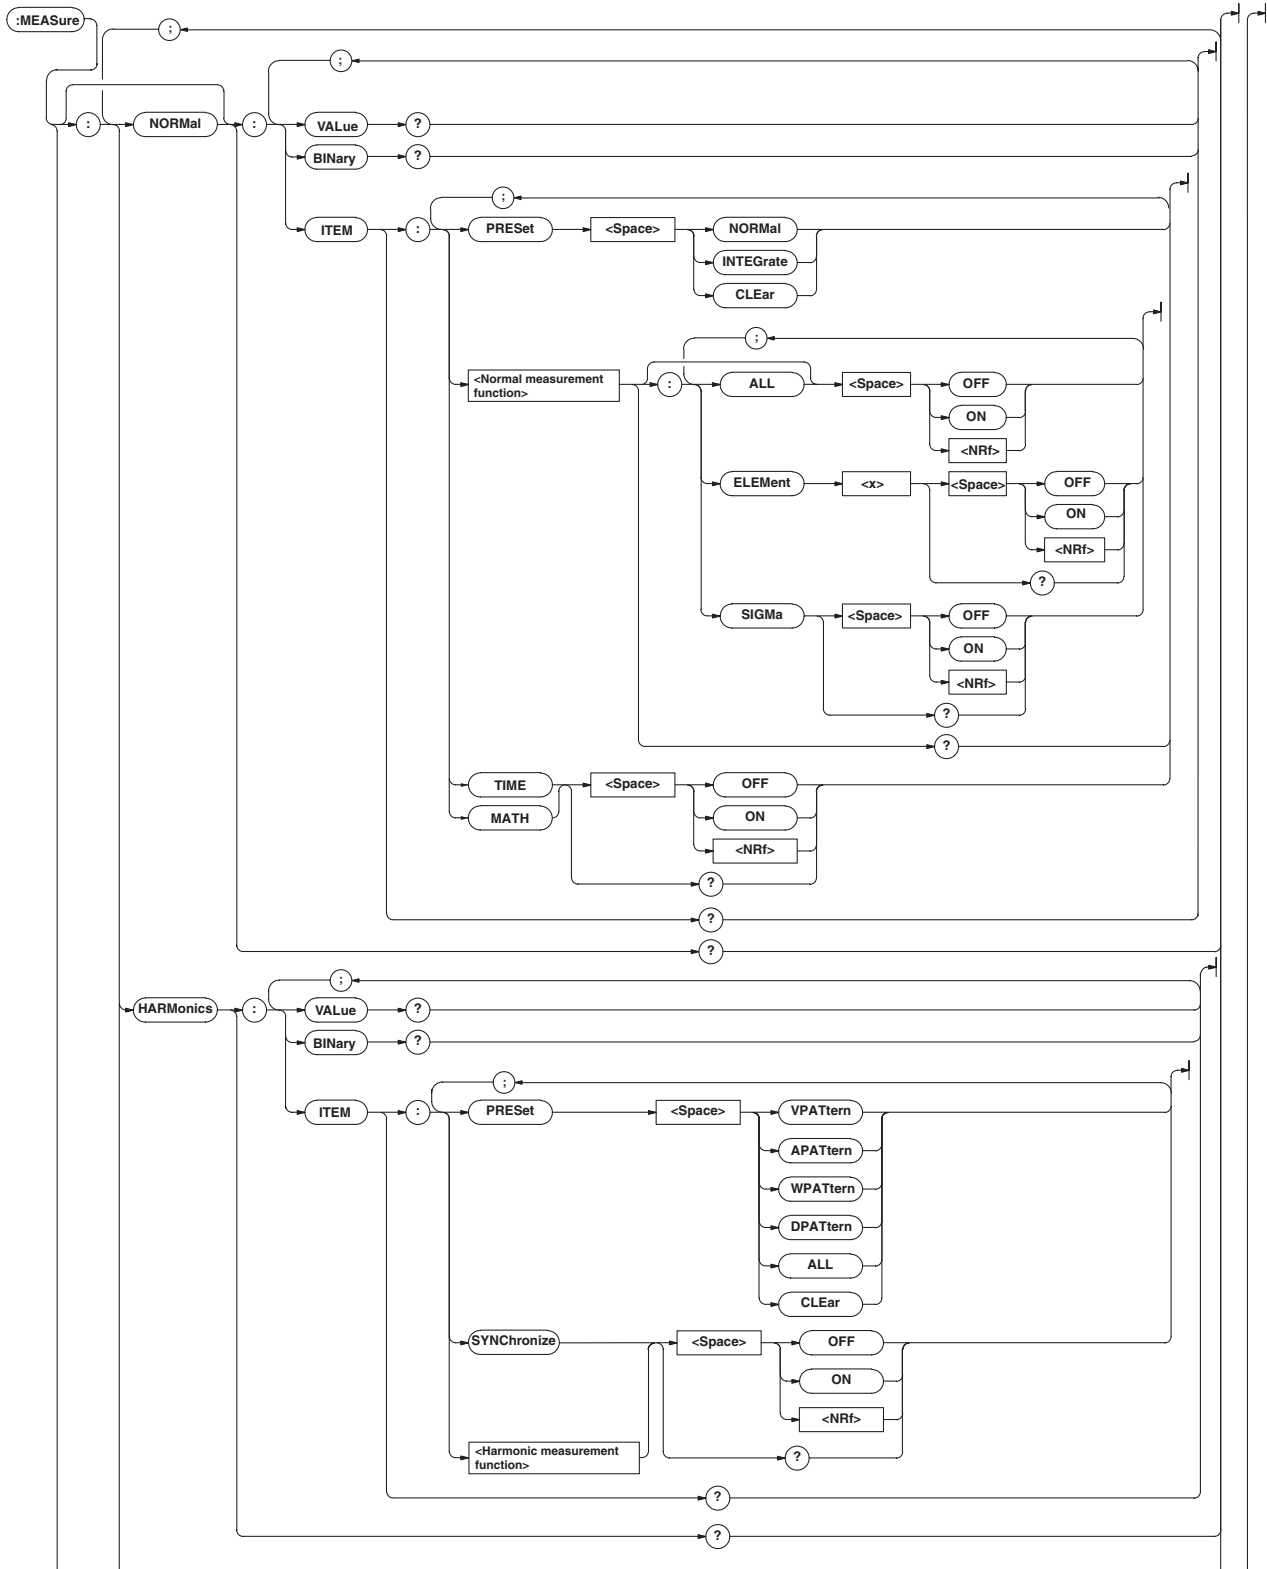 :MEASure
;
;
: NORMal : VALue ?
BINary ?
;
ITEM : PRESet <Space> NORMal
INTEGrate
CLEar
;
<Normal measurement
function>
: ALL <Space> OFF
ON
<NRf>
ELEMent <x> <Space> OFF
ON
<NRf>
?
SIGMa <Space> OFF
ON
<NRf>
?
?
TIME <Space> OFF
MATH ON
<NRf>
?
?
?
;
HARMonics : VALue ?
BINary ?
;
ITEM : PRESet <Space> VPATtern
APATtern
WPATtern
DPATtern
ALL
CLEar
SYNChronize <Space> OFF
ON
<NRf>
<Harmonic measurement
function>
?
?
?